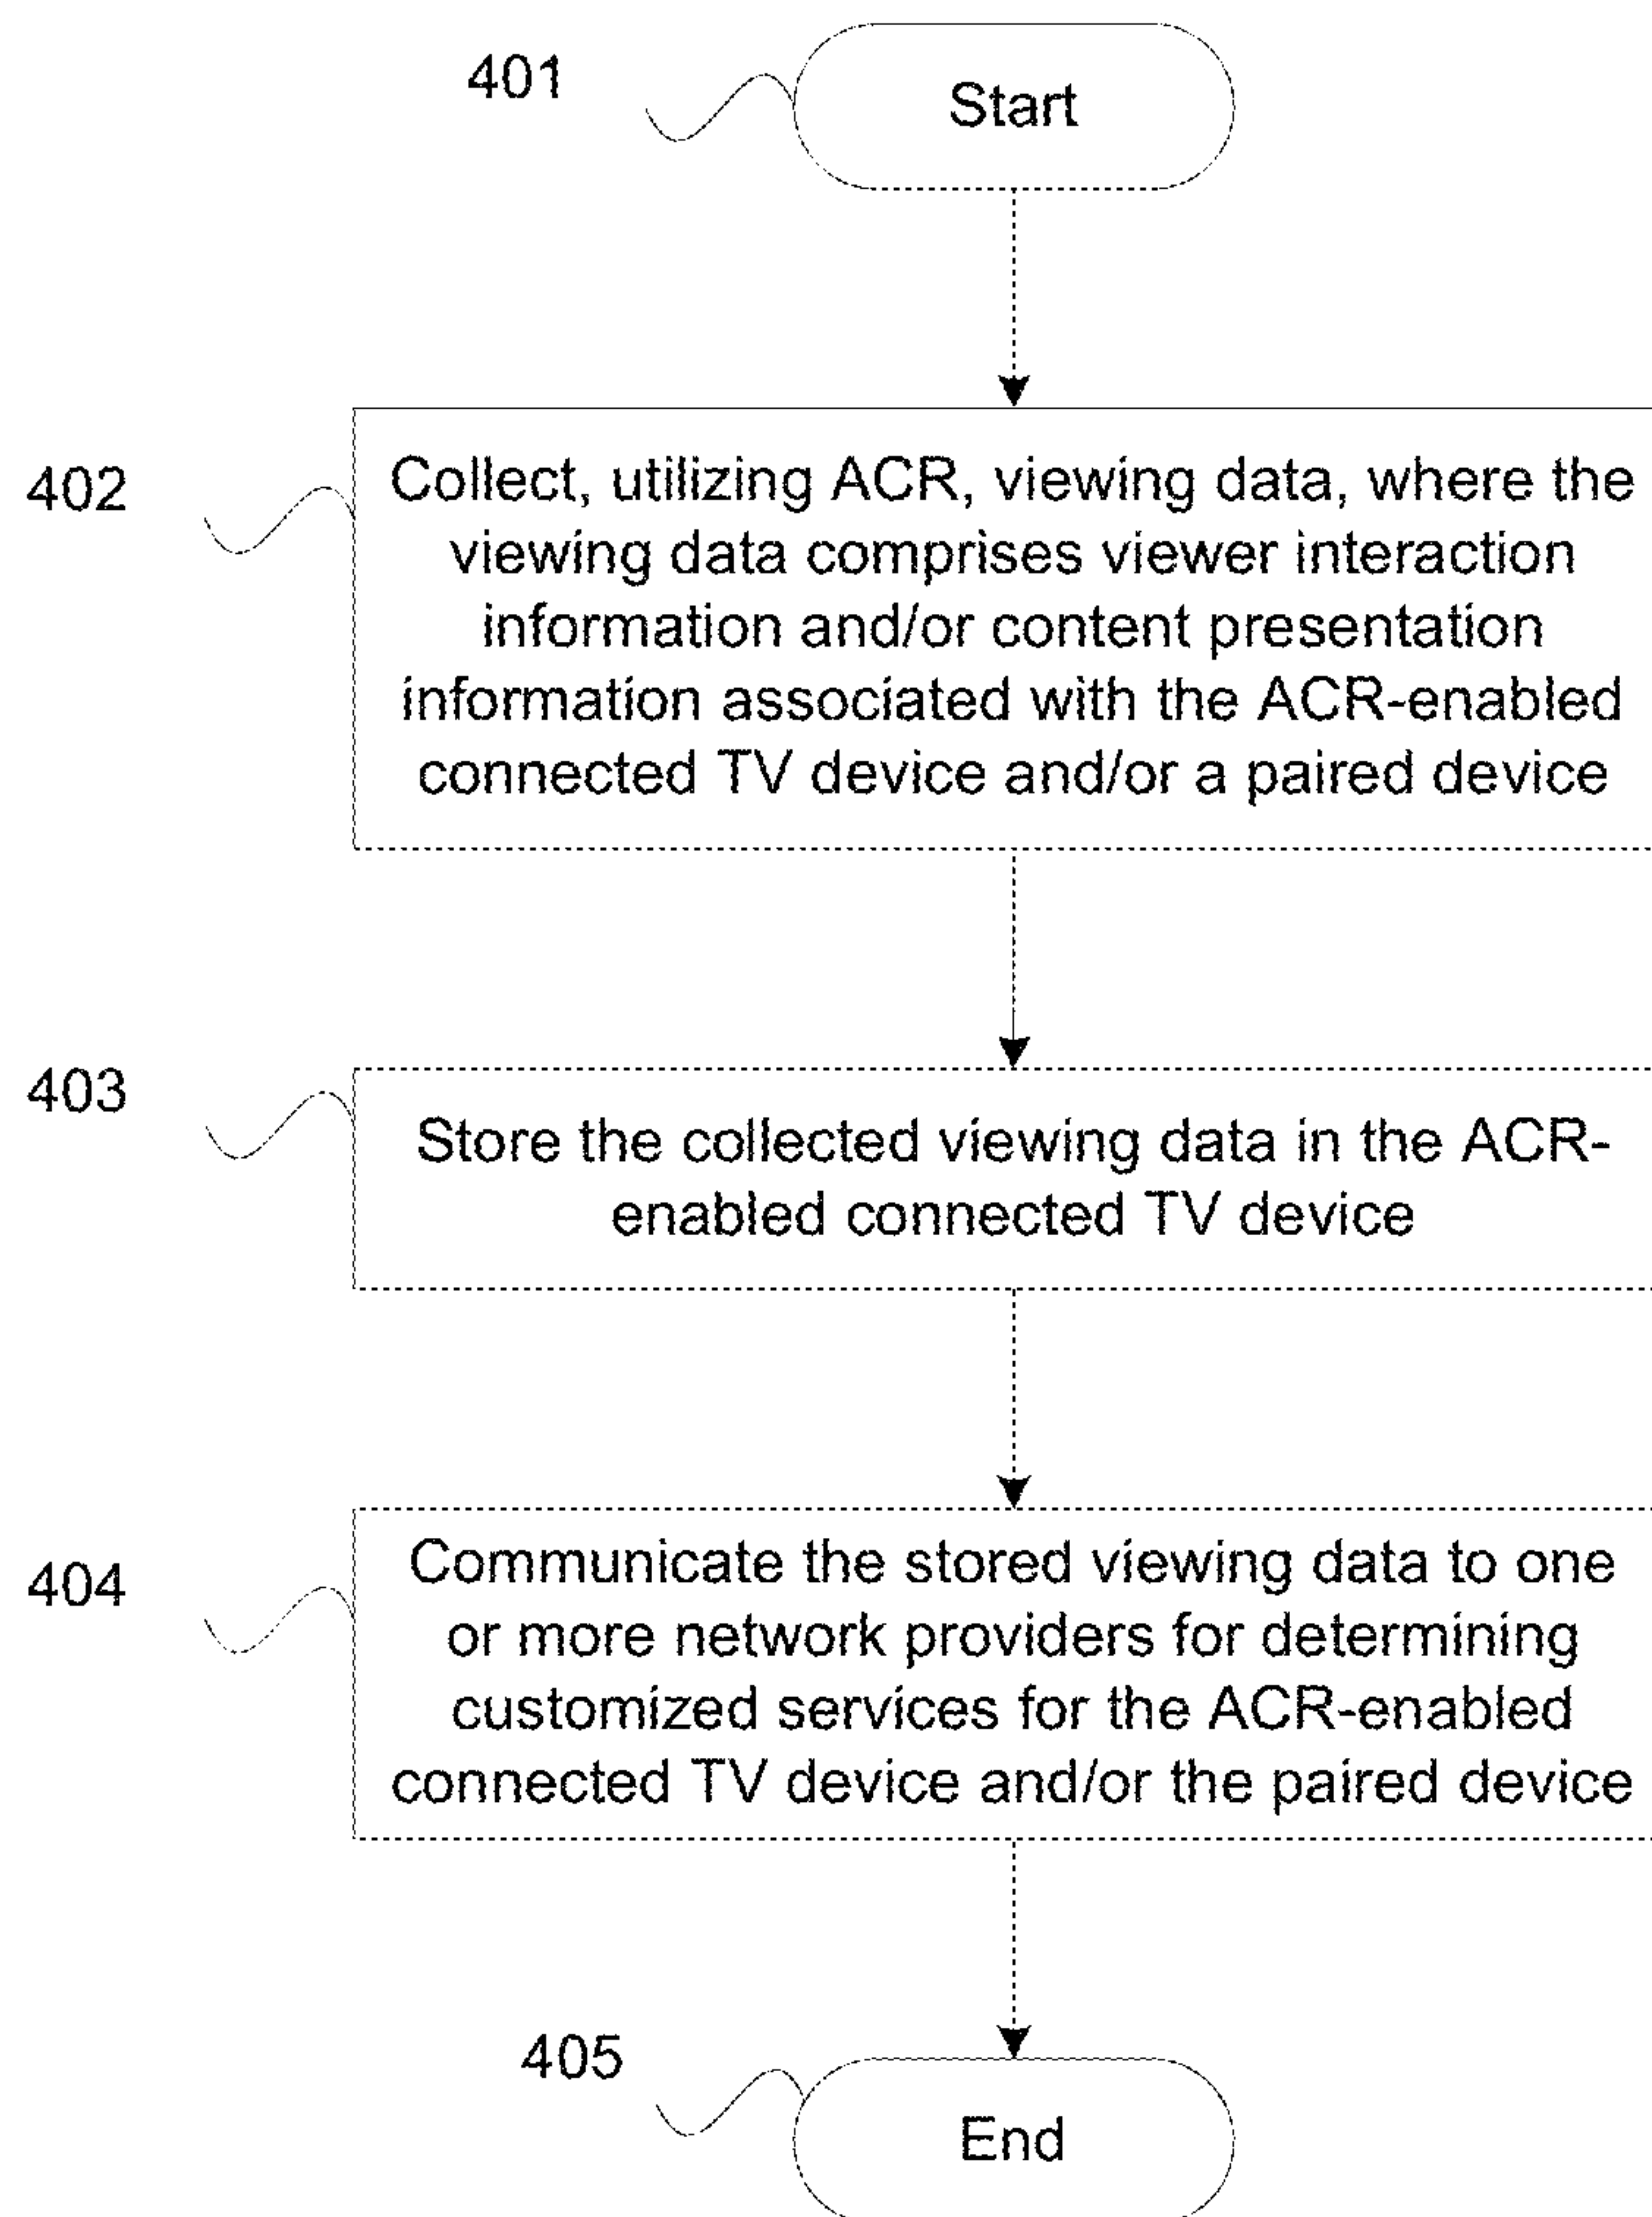 401
Start
402
Collect, utilizing ACR, viewing data, where the
viewing data comprises viewer interaction
information and/or content presentation
information associated with the ACR-enabled
connected TV device and/or a paired device
403
Store the collected viewing data in the ACR-
enabled connected TV device
404
Communicate the stored viewing data to one
or more network providers for determining
customized services for the ACR-enabled
connected TV device and/or the paired device
405
End